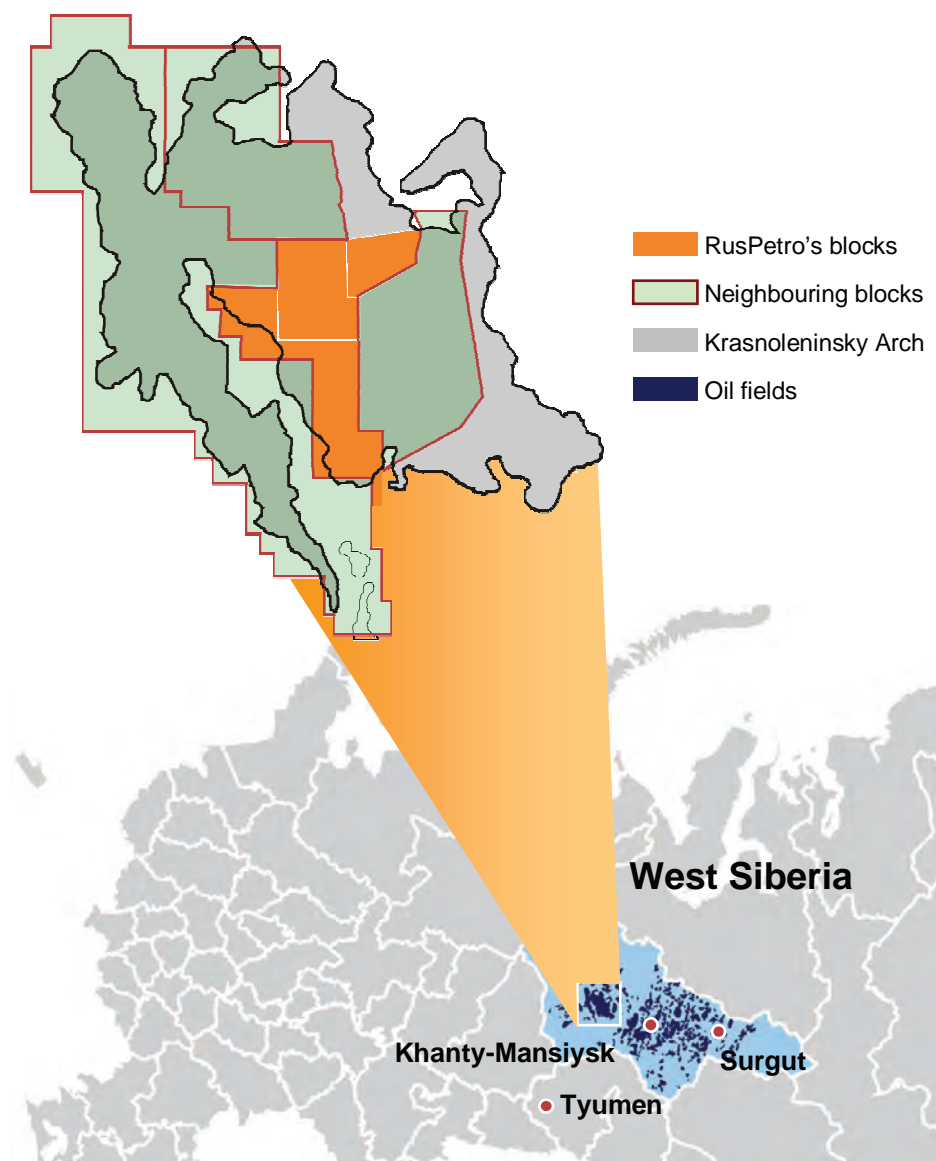 RusPetro's blocks
Neighbouring blocks
Krasnoleninsky Arch
Oil fields
West Siberia
Khanty-Mansiysk
Surgut
Tyumen